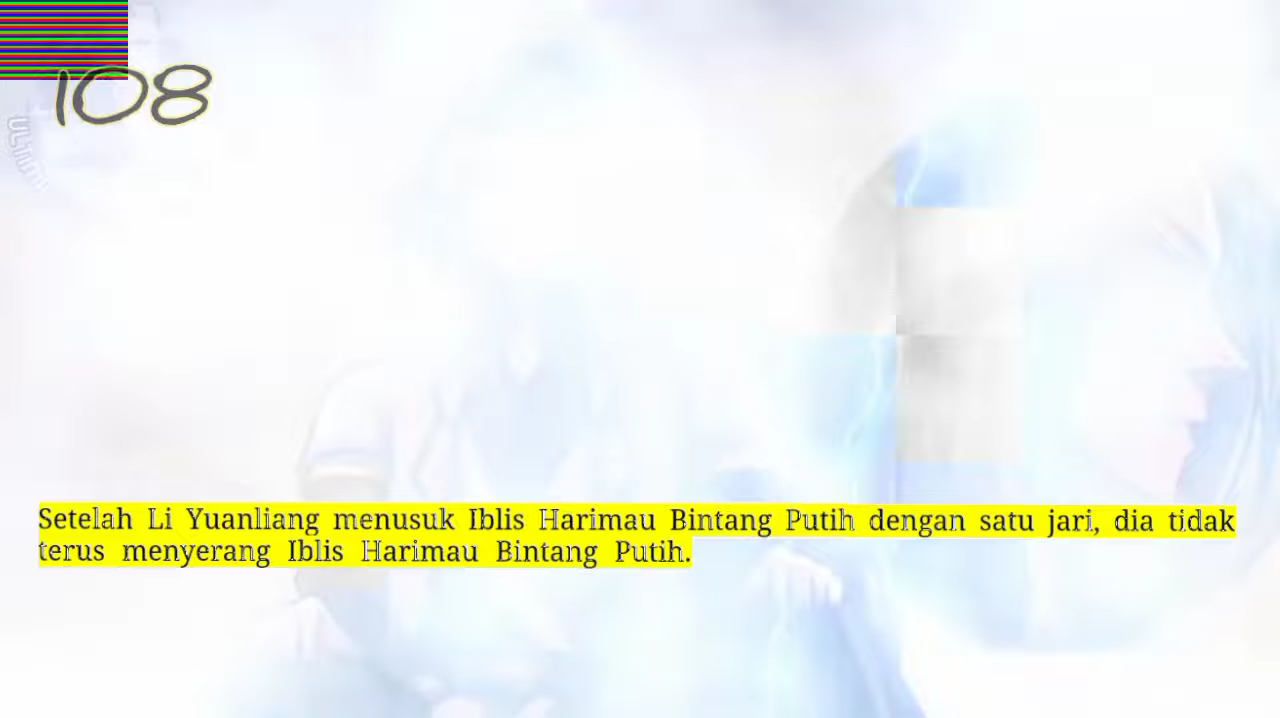 108
Setelah Li Yuanliang menusuk Iblis Harimau Bintang Putih dengan satu jari, dia tidak
terus menyerang Iblis Harimau Bintang Putih.